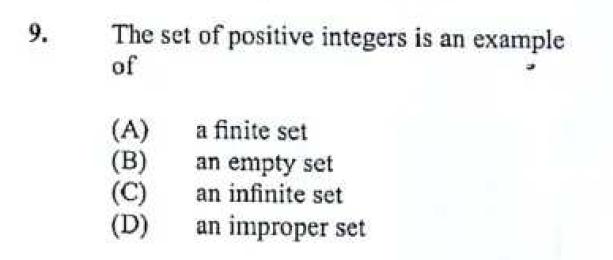 9. The set of positive integers is an example
of
(A) a finite set
(B) an empty set
(C) an infinite set
(D) an improper set